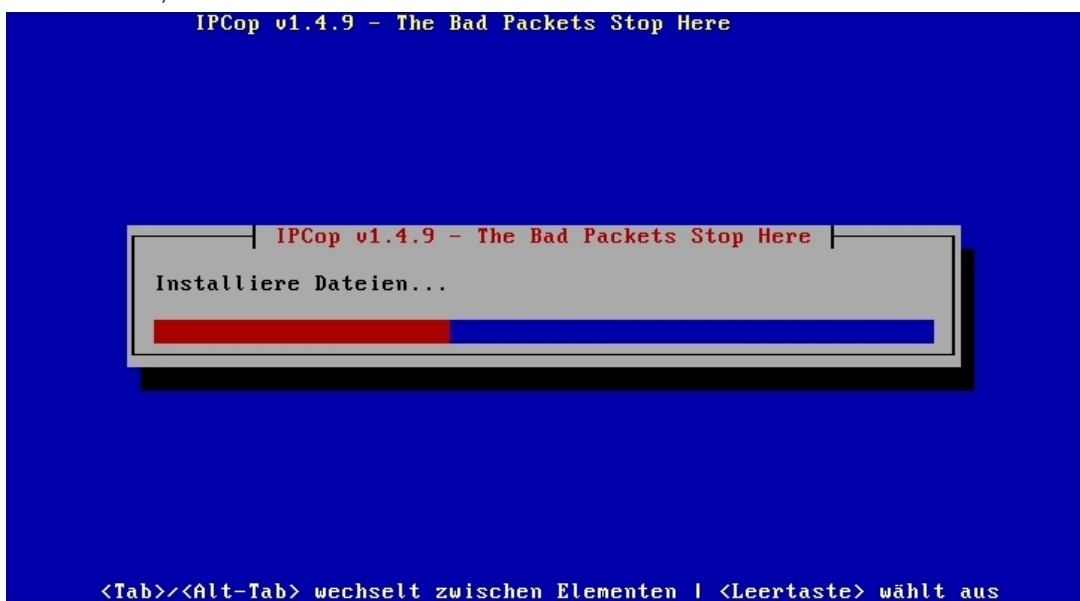 IPCop v1.4.9 - The Bad Packets Stop Here
IPCop v1.4.9 - The Bad Packets Stop Here
Installiere Dateien...
<Tab>/<Alt-Tab> wechselt zwischen Elementen | <Leertaste> wählt aus